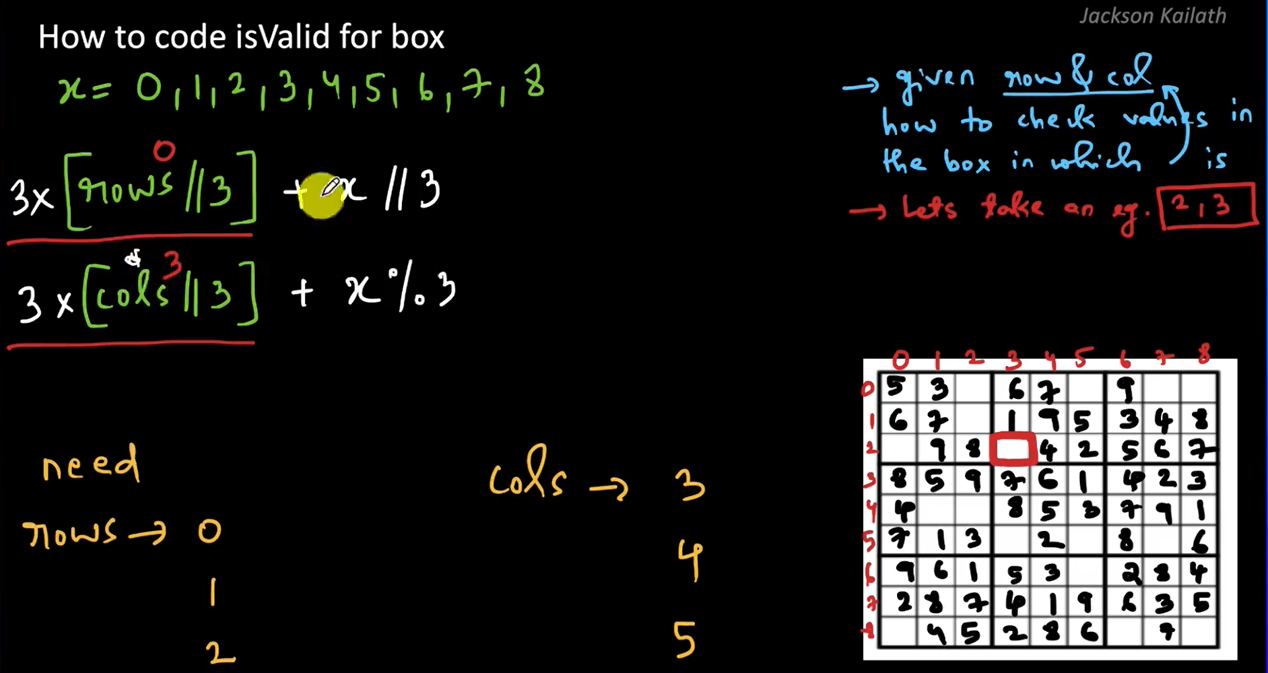 Jackson Kailath
How to code isValid for box
x = 0, 1, 2, 3, 4, 5, 6, 7, 8
→ given row & col
how to check values in
the box in which is
→ Lets take an eg. 2, 3
0
3 x [rows // 3] + x // 3
3
3 x [cols // 3] + x % 3
need
rows → 0
1
2
cols → 3
4
5
0 1 2 3 4 5 6 7 8
0 5 3 6 7 9
1 6 7 1 9 5 3 4 8
2 9 8 4 2 5 6 7
3 8 5 9 7 6 1 4 2 3
4 4 8 5 3 7 9 1
5 7 1 3 2 8 6
6 9 6 1 5 3 2 8 4
7 2 8 7 4 1 9 6 3 5
8 4 5 2 8 6 7